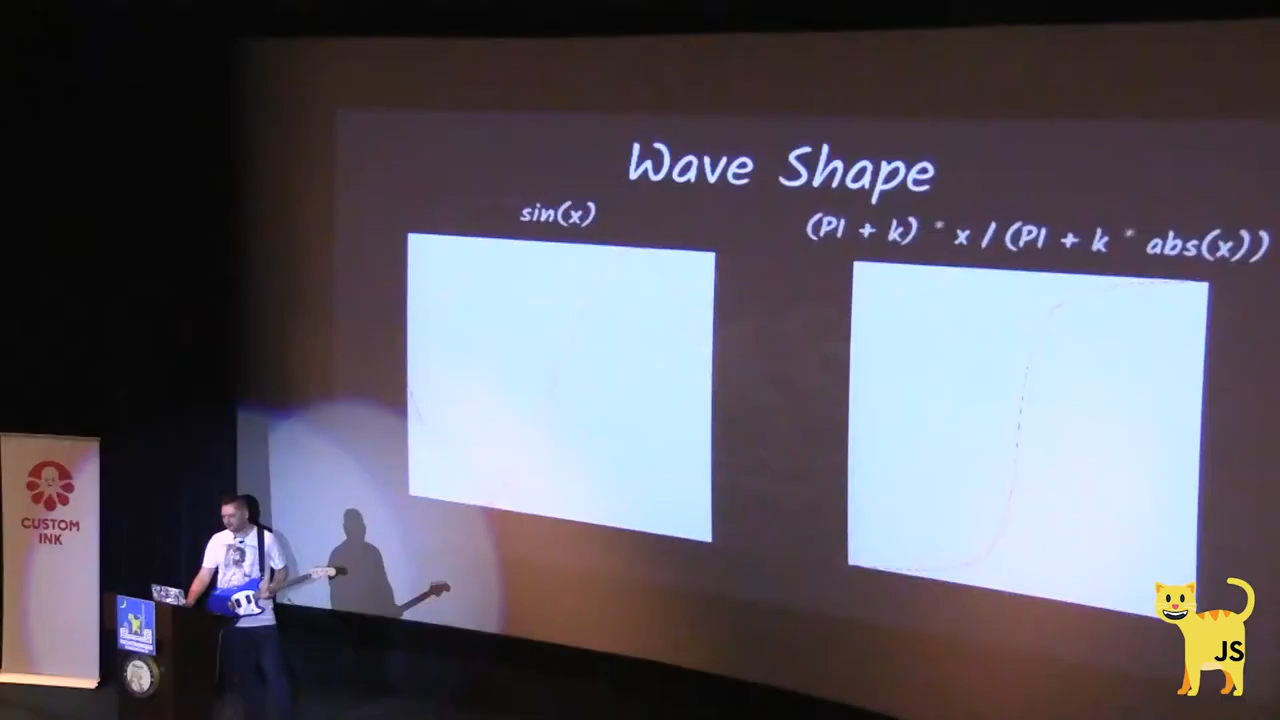 Wave Shape
sin(x)
(PI + k) * x / (PI + k * abs(x))
CUSTOM
INK
JS